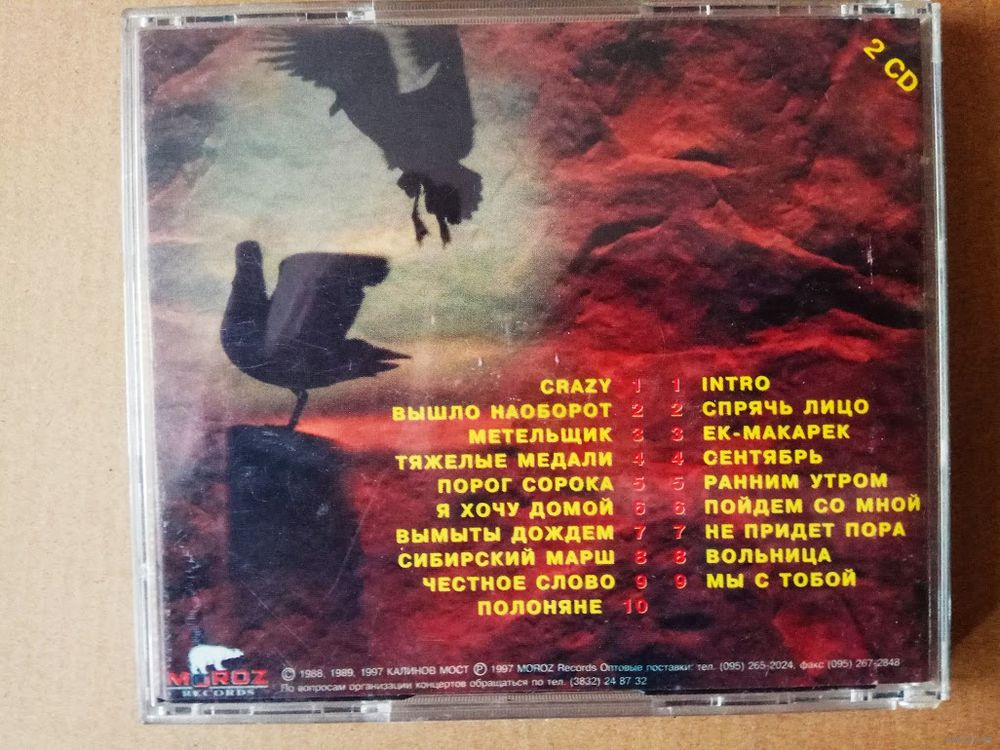 2 CD
CRAZY 1
ВЫШЛО НАОБОРОТ 2
МЕТЕЛЬЩИК 3
ТЯЖЕЛЫЕ МЕДАЛИ 4
ПОРОГ СОРОКА 5
Я ХОЧУ ДОМОЙ 6
ВЫМЫТЫ ДОЖДЕМ 7
СИБИРСКИЙ МАРШ 8
ЧЕСТНОЕ СЛОВО 9
ПОЛОНЯНЕ 10
1 INTRO
2 СПРЯЧЬ ЛИЦО
3 ЕК-МАКАРЕК
4 СЕНТЯБРЬ
5 РАННИМ УТРОМ
6 ПОЙДЕМ СО МНОЙ
7 НЕ ПРИДЕТ ПОРА
8 ВОЛЬНИЦА
9 МЫ С ТОБОЙ
MOROZ
RECORDS
© 1988, 1989, 1997 КАЛИНОВ МОСТ ℗ 1997 MOROZ Records Оптовые поставки: тел. (095) 265-2024, факс (095) 267-2848
По вопросам организации концертов обращаться по тел. (3832) 24 87 32